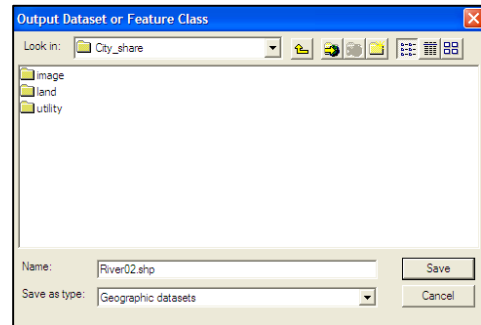 Output Dataset or Feature Class
Look in: City_share
image
land
utility
Name: River02.shp Save
Save as type: Geographic datasets Cancel